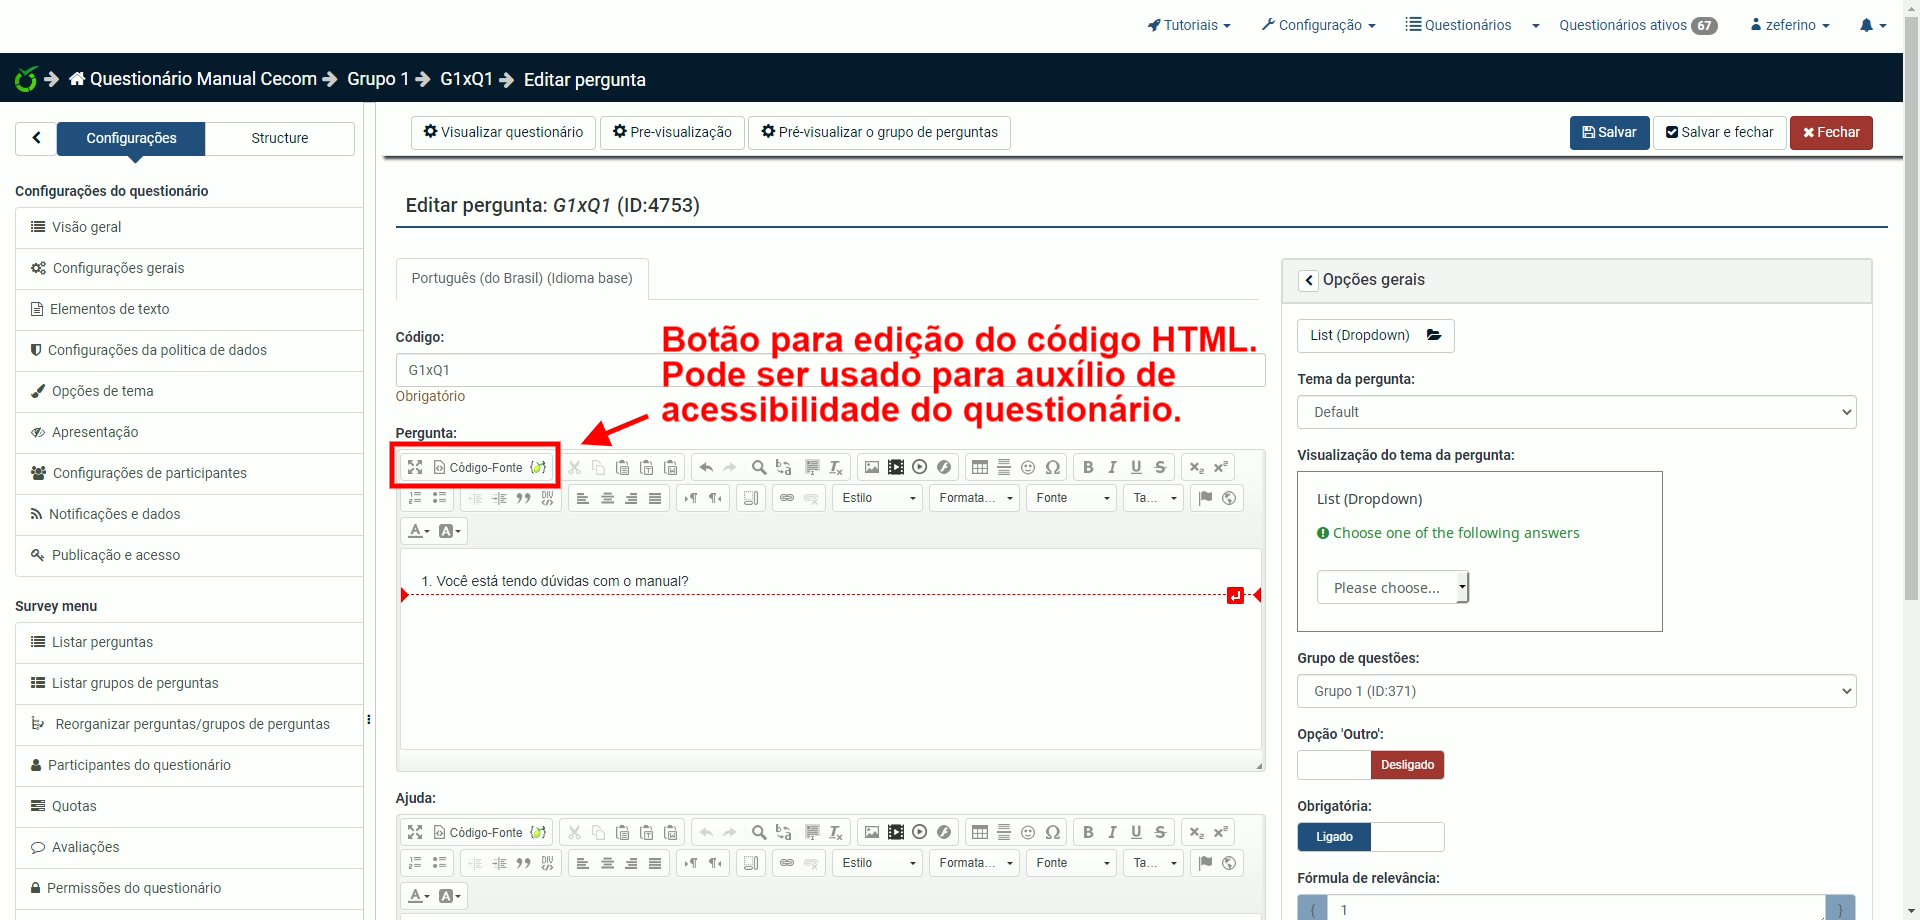 Tutoriais
Configuração
Questionários
Questionários ativos 67
zeferino
Questionário Manual Cecom
Grupo 1
G1xQ1
Editar pergunta
Configurações
Structure
Configurações do questionário
Visão geral
Configurações gerais
Elementos de texto
Configurações da politica de dados
Opções de tema
Apresentação
Configurações de participantes
Notificações e dados
Publicação e acesso
Survey menu
Listar perguntas
Listar grupos de perguntas
Reorganizar perguntas/grupos de perguntas
Participantes do questionário
Quotas
Avaliações
Permissões do questionário
Visualizar questionário
Pre-visualização
Pré-visualizar o grupo de perguntas
Salvar
Salvar e fechar
Fechar
Editar pergunta: G1xQ1 (ID:4753)
Português (do Brasil) (Idioma base)
Código:
G1xQ1
Obrigatório
Botão para edição do código HTML.
Pode ser usado para auxílio de
acessibilidade do questionário.
Pergunta:
Código-Fonte
Estilo
Formata...
Fonte
Ta...
1. Você está tendo dúvidas com o manual?
Ajuda:
Código-Fonte
Estilo
Formata...
Fonte
Ta...
Opções gerais
List (Dropdown)
Tema da pergunta:
Default
Visualização do tema da pergunta:
List (Dropdown)
Choose one of the following answers
Please choose...
Grupo de questões:
Grupo 1 (ID:371)
Opção 'Outro':
Desligado
Obrigatória:
Ligado
Fórmula de relevância:
{ 1 }